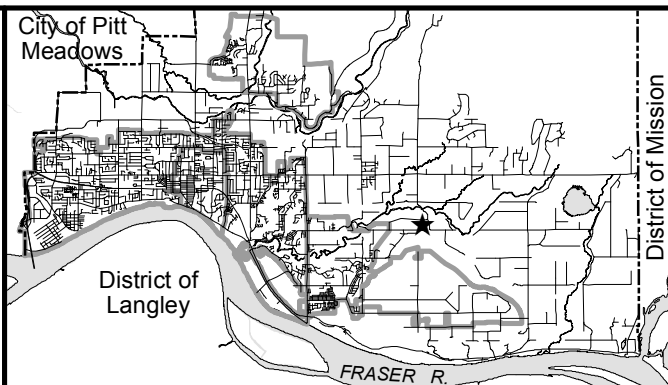 City of Pitt
Meadows
District of Mission
District of
Langley
FRASER R.